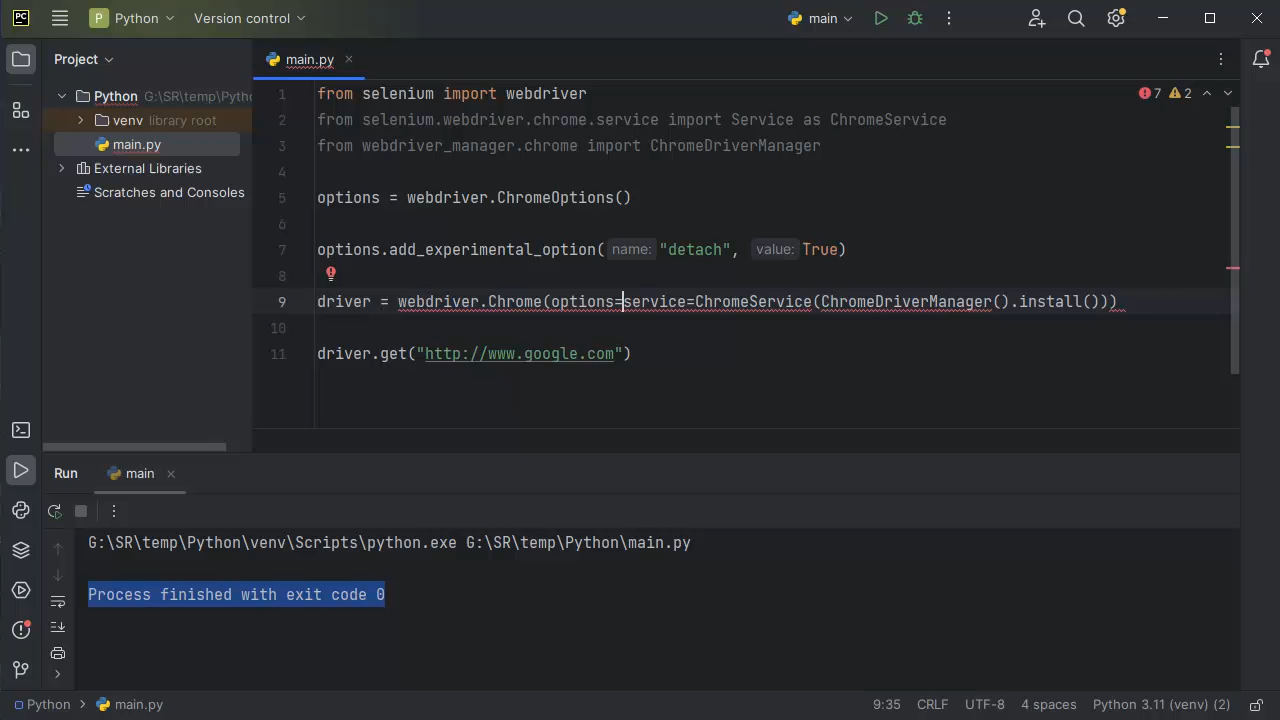 PC
P Python
Version control
main
Project
main.py
Python G:\SR\temp\Pytho
venv library root
main.py
External Libraries
Scratches and Consoles
7 2
1 from selenium import webdriver
2 from selenium.webdriver.chrome.service import Service as ChromeService
3 from webdriver_manager.chrome import ChromeDriverManager
4
5 options = webdriver.ChromeOptions()
6
7 options.add_experimental_option( name: "detach", value: True)
8
9 driver = webdriver.Chrome(options=service=ChromeService(ChromeDriverManager().install()))
10
11 driver.get("http://www.google.com")
Run
main
G:\SR\temp\Python\venv\Scripts\python.exe G:\SR\temp\Python\main.py
Process finished with exit code 0
Python
main.py
9:35 CRLF UTF-8 4 spaces Python 3.11 (venv) (2)